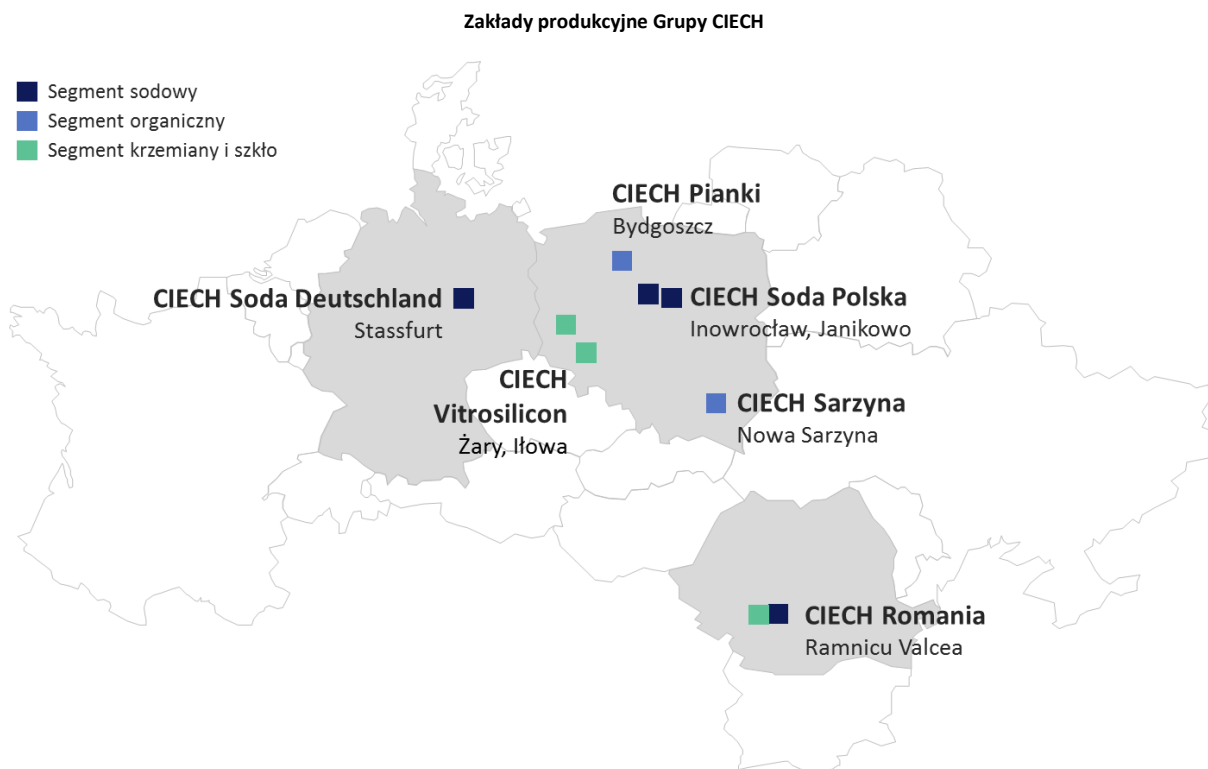 Zakłady produkcyjne Grupy CIECH
Segment sodowy
Segment organiczny
Segment krzemiany i szkło
CIECH Pianki
Bydgoszcz
CIECH Soda Deutschland
Stassfurt
CIECH Soda Polska
Inowrocław, Janikowo
CIECH
Vitrosilicon
Żary, Iłowa
CIECH Sarzyna
Nowa Sarzyna
CIECH Romania
Ramnicu Valcea